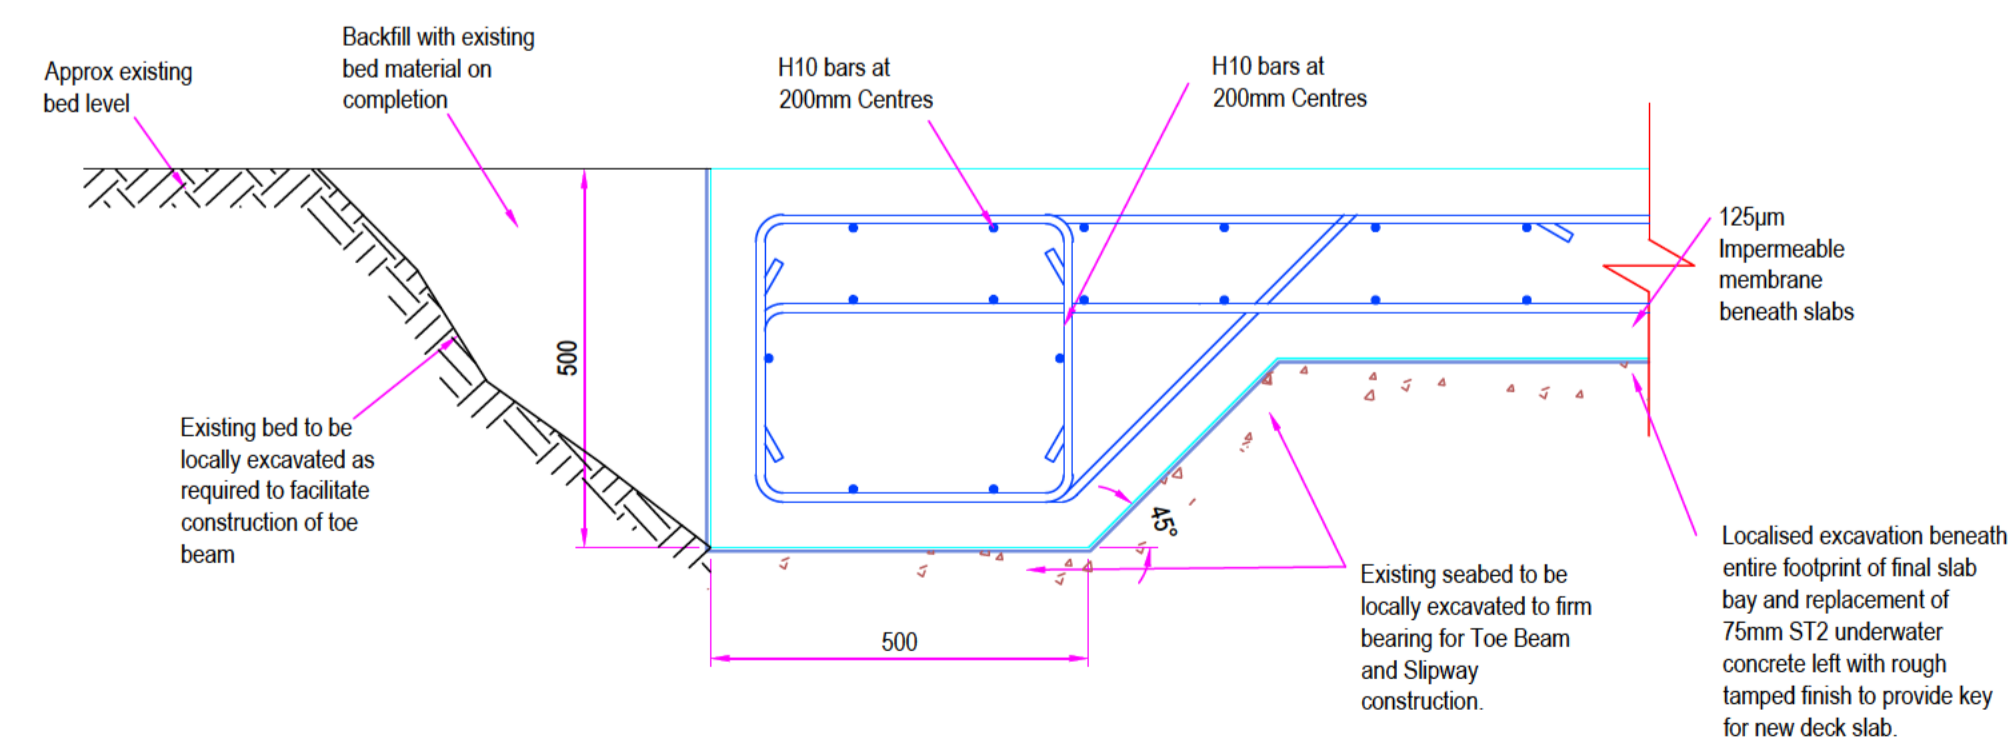 Approx existing
bed level
Backfill with existing
bed material on
completion
H10 bars at
200mm Centres
H10 bars at
200mm Centres
125µm
Impermeable
membrane
beneath slabs
500
Existing bed to be
locally excavated as
required to facilitate
construction of toe
beam
45°
500
Existing seabed to be
locally excavated to firm
bearing for Toe Beam
and Slipway
construction.
Localised excavation beneath
entire footprint of final slab
bay and replacement of
75mm ST2 underwater
concrete left with rough
tamped finish to provide key
for new deck slab.